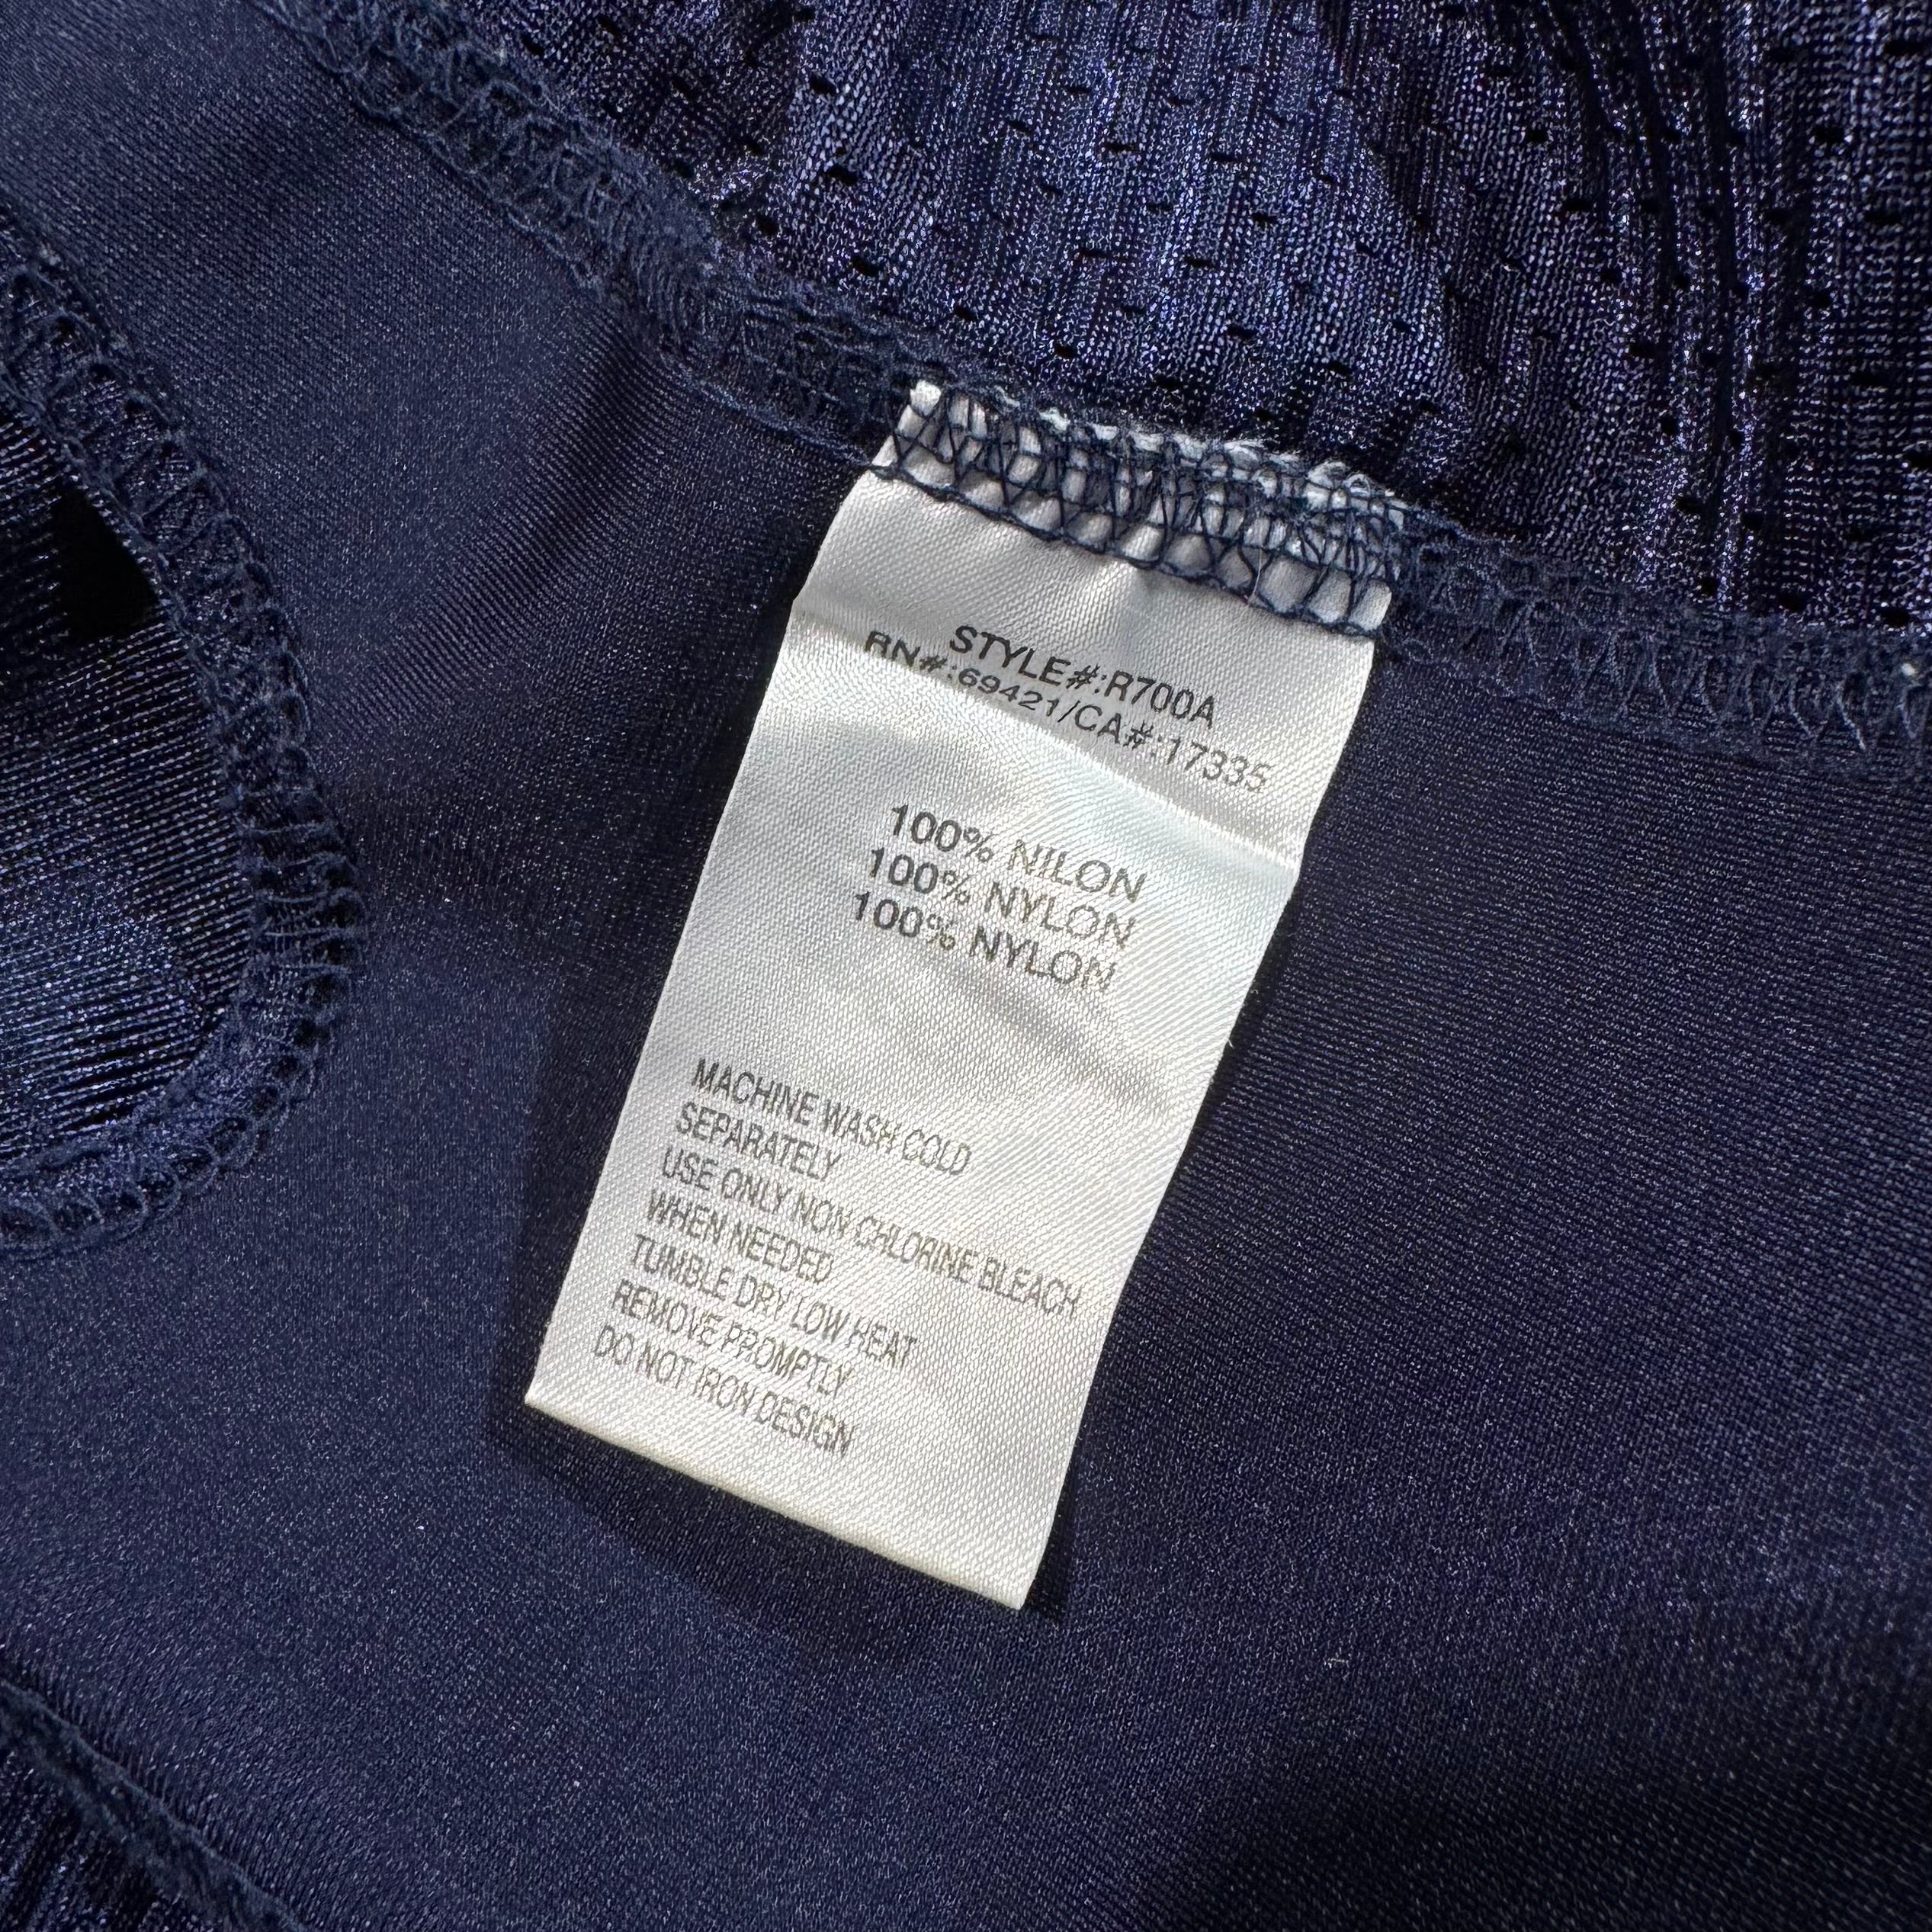 STYLE#:R700A
RN#:69421/CA#:17335
100% NILON
100% NYLON
100% NYLON
MACHINE WASH COLD
SEPARATELY
USE ONLY NON CHLORINE BLEACH
WHEN NEEDED
TUMBLE DRY LOW HEAT
REMOVE PROMPTLY
DO NOT IRON DESIGN